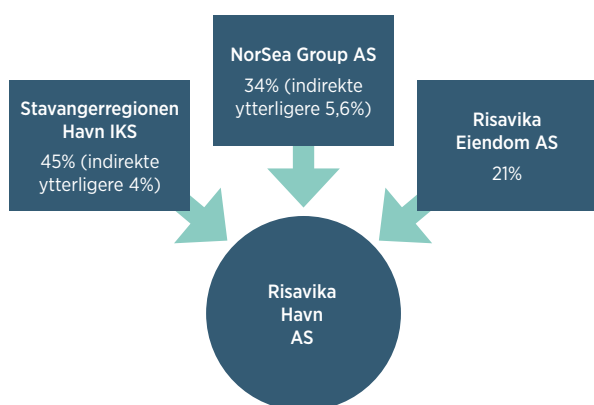 Stavangerregionen
Havn IKS
45% (indirekte
ytterligere 4%)
NorSea Group AS
34% (indirekte
ytterligere 5,6%)
Risavika
Eiendom AS
21%
Risavika
Havn
AS